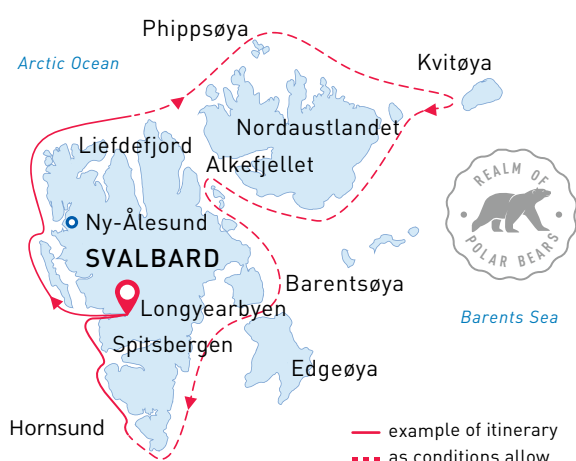 Phippsøya
Arctic Ocean
Kvitøya
Nordaustlandet
Liefdefjord
Alkefjellet
REALM OF
POLAR BEARS
Ny-Ålesund
SVALBARD
Barentsøya
Longyearbyen
Barents Sea
Spitsbergen
Edgeøya
Hornsund
example of itinerary
as conditions allow